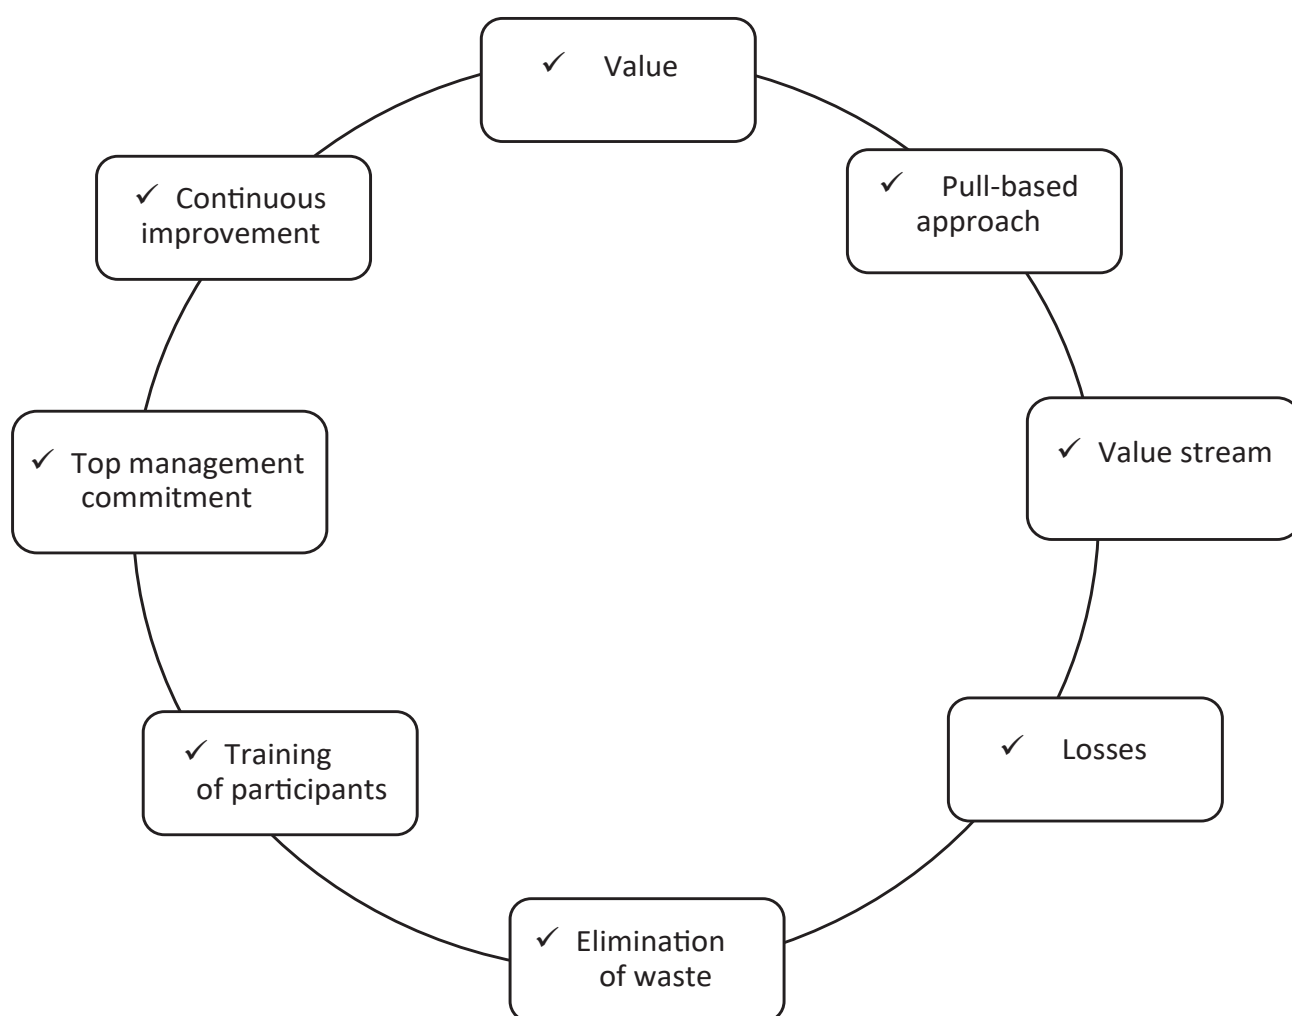 ✓ Value
✓ Pull-based
approach
✓ Value stream
✓ Losses
✓ Elimination
of waste
✓ Training
of participants
✓ Top management
commitment
✓ Continuous
improvement